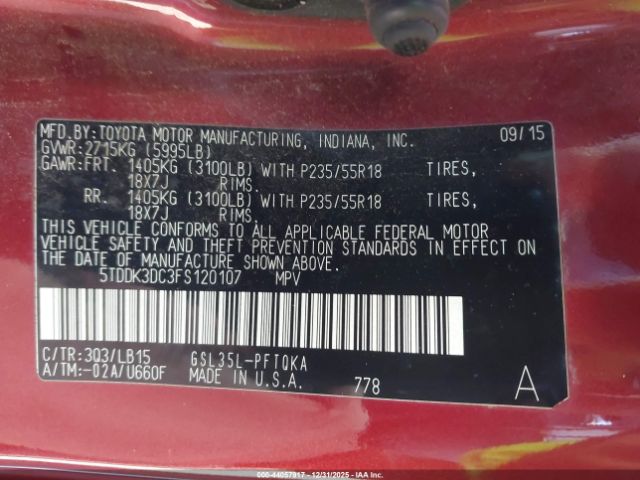 MFD.BY: TOYOTA MOTOR MANUFACTURING, INDIANA, INC. 09/15
GVWR: 2715KG (5995LB)
GAWR: FRT. 1405KG (3100LB) WITH P235/55R18 TIRES,
18X7J RIMS.
RR. 1405KG (3100LB) WITH P235/55R18 TIRES,
18X7J RIMS.
THIS VEHICLE CONFORMS TO ALL APPLICABLE FEDERAL MOTOR
VEHICLE SAFETY AND THEFT PREVENTION STANDARDS IN EFFECT ON
THE DATE OF MANUFACTURE SHOWN ABOVE.
5TDDK3DC3FS120107 MPV
C/TR: 3Q3/LB15 GSL35L-PFTQKA
A/TM: -02A/U660F MADE IN U.S.A. 778 A
000-44057917 - 12/31/2025 - IAAI